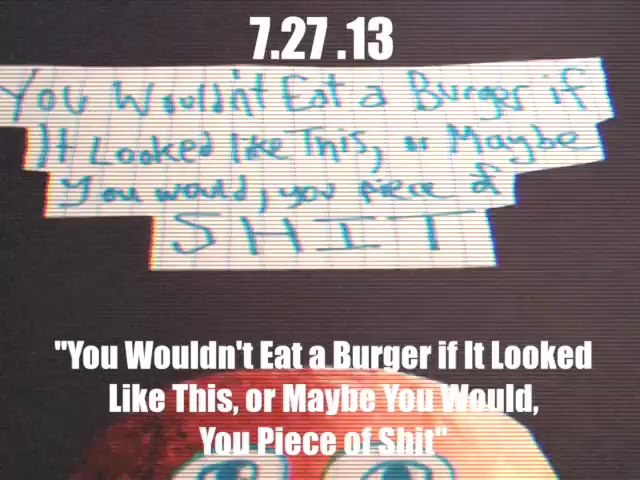 7.27.13
You Wouldn't Eat a Burger if
It Looked like This, or Maybe
You would, you piece of
SHIT
"You Wouldn't Eat a Burger if It Looked
Like This, or Maybe You Would,
You Piece of Shit"